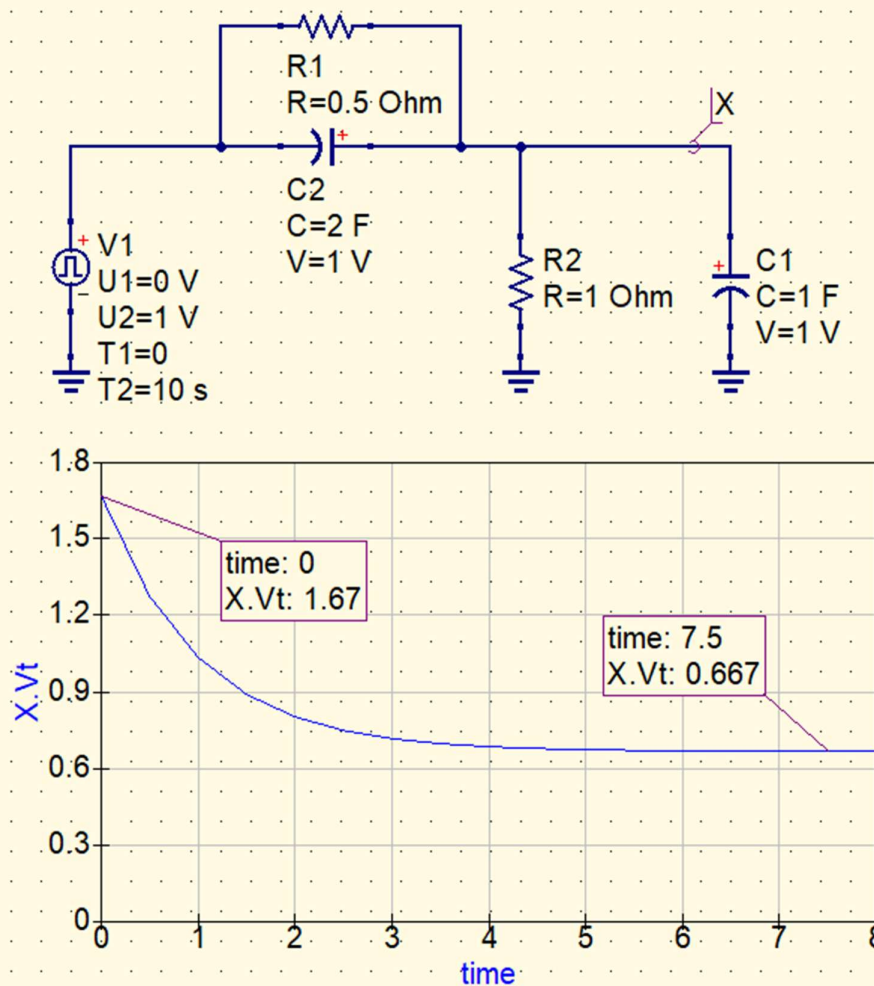 R1
R=0.5 Ohm
X
+
C2
C=2 F
V=1 V
+
V1
U1=0 V
U2=1 V
T1=0
T2=10 s
−
R2
R=1 Ohm
+
C1
C=1 F
V=1 V
1.8
1.5
1.2
0.9
0.6
0.3
0
X.Vt
time: 0
X.Vt: 1.67
time: 7.5
X.Vt: 0.667
0 1 2 3 4 5 6 7 8
time